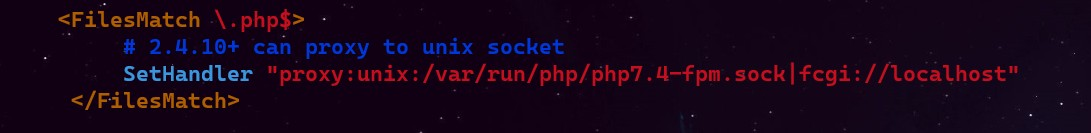 <FilesMatch \.php$>
# 2.4.10+ can proxy to unix socket
SetHandler "proxy:unix:/var/run/php/php7.4-fpm.sock|fcgi://localhost"
</FilesMatch>